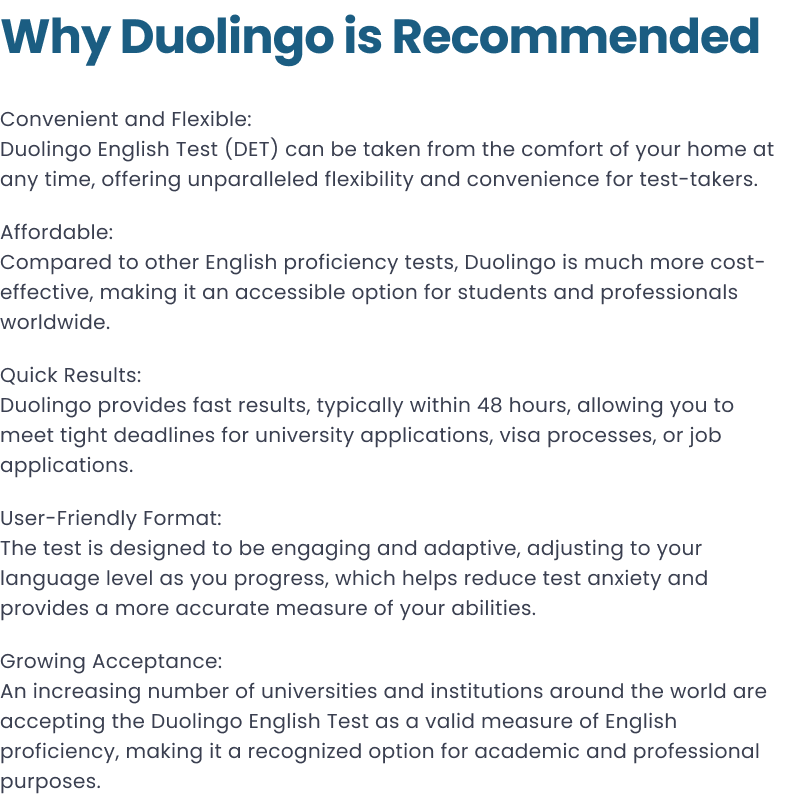 Why Duolingo is Recommended
Convenient and Flexible:
Duolingo English Test (DET) can be taken from the comfort of your home at
any time, offering unparalleled flexibility and convenience for test-takers.
Affordable:
Compared to other English proficiency tests, Duolingo is much more cost-
effective, making it an accessible option for students and professionals
worldwide.
Quick Results:
Duolingo provides fast results, typically within 48 hours, allowing you to
meet tight deadlines for university applications, visa processes, or job
applications.
User-Friendly Format:
The test is designed to be engaging and adaptive, adjusting to your
language level as you progress, which helps reduce test anxiety and
provides a more accurate measure of your abilities.
Growing Acceptance:
An increasing number of universities and institutions around the world are
accepting the Duolingo English Test as a valid measure of English
proficiency, making it a recognized option for academic and professional
purposes.